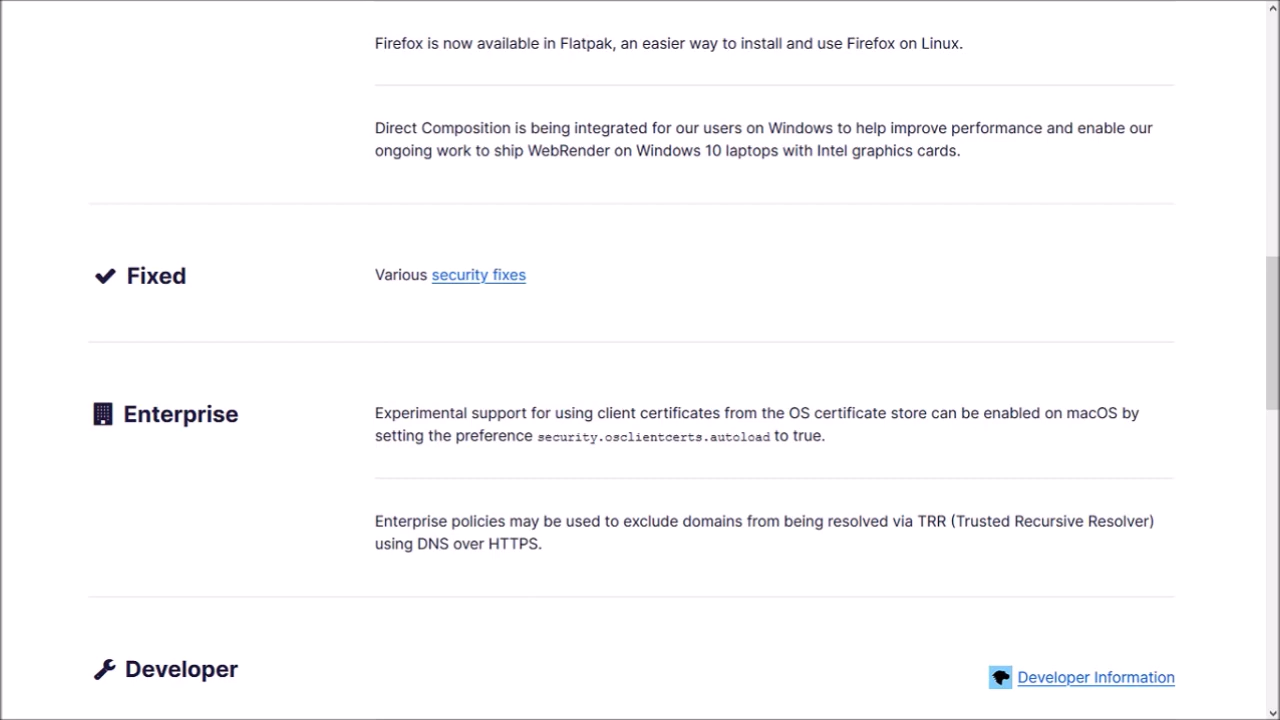 Firefox is now available in Flatpak, an easier way to install and use Firefox on Linux.
Direct Composition is being integrated for our users on Windows to help improve performance and enable our
ongoing work to ship WebRender on Windows 10 laptops with Intel graphics cards.
Fixed
Various security fixes
Enterprise
Experimental support for using client certificates from the OS certificate store can be enabled on macOS by
setting the preference security.osclientcerts.autoload to true.
Enterprise policies may be used to exclude domains from being resolved via TRR (Trusted Recursive Resolver)
using DNS over HTTPS.
Developer
Developer Information